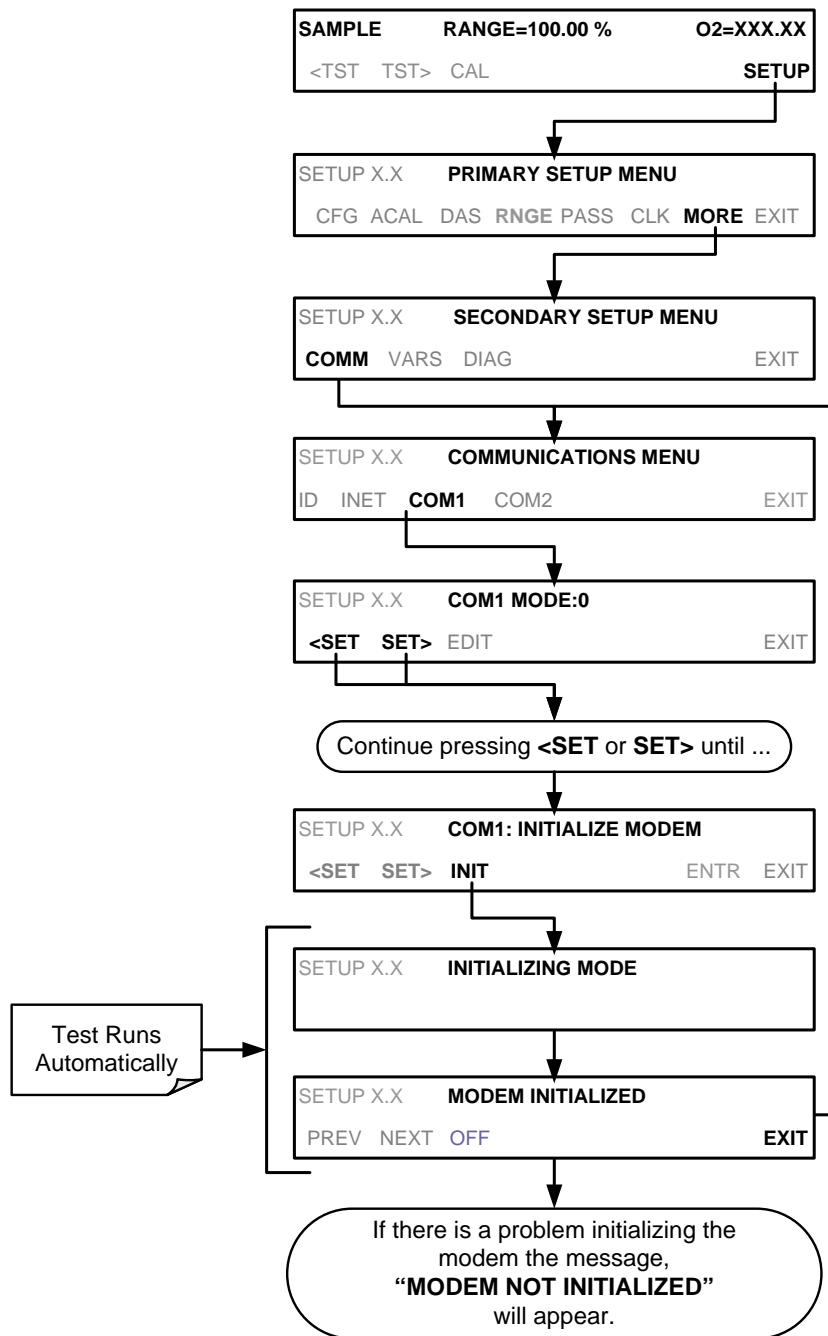 SAMPLE RANGE=100.00 % O2=XXX.XX
<TST TST> CAL SETUP
SETUP X.X PRIMARY SETUP MENU
CFG ACAL DAS RNGE PASS CLK MORE EXIT
SETUP X.X SECONDARY SETUP MENU
COMM VARS DIAG EXIT
SETUP X.X COMMUNICATIONS MENU
ID INET COM1 COM2 EXIT
SETUP X.X COM1 MODE:0
<SET SET> EDIT EXIT
Continue pressing <SET or SET> until ...
SETUP X.X COM1: INITIALIZE MODEM
<SET SET> INIT ENTR EXIT
SETUP X.X INITIALIZING MODE
Test Runs
Automatically
SETUP X.X MODEM INITIALIZED
PREV NEXT OFF EXIT
If there is a problem initializing the
modem the message,
“MODEM NOT INITIALIZED”
will appear.